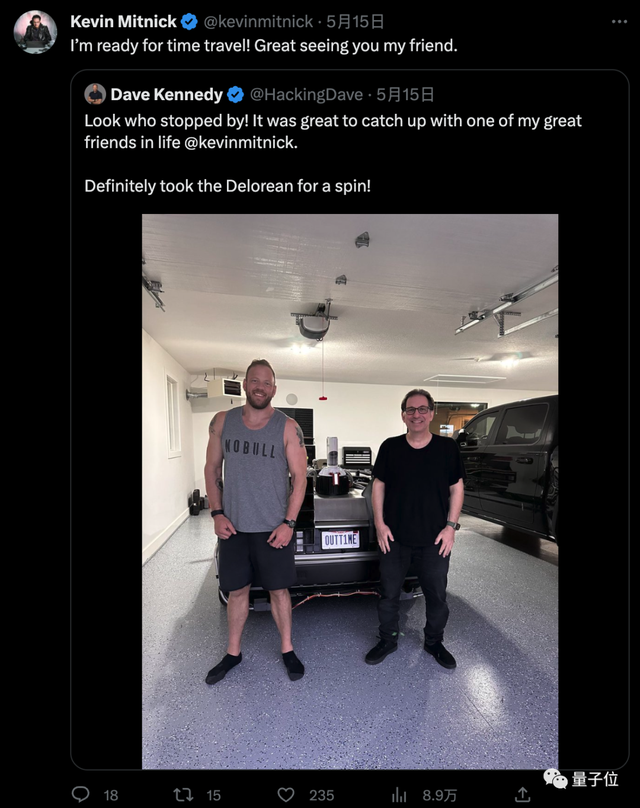 Kevin Mitnick @kevinmitnick · 5月15日
I'm ready for time travel! Great seeing you my friend.
Dave Kennedy @HackingDave · 5月15日
Look who stopped by! It was great to catch up with one of my great
friends in life @kevinmitnick.
Definitely took the Delorean for a spin!
NOBULL
OUTT1ME
量子位
18 15 235 8.9万